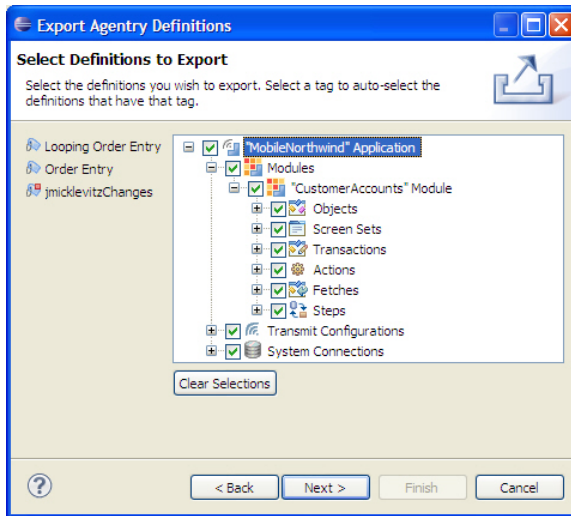 Export Agentry Definitions
Select Definitions to Export
Select the definitions you wish to export. Select a tag to auto-select the
definitions that have that tag.
Looping Order Entry
Order Entry
jmicklevitzChanges
"MobileNorthwind" Application
Modules
"CustomerAccounts" Module
Objects
Screen Sets
Transactions
Actions
Fetches
Steps
Transmit Configurations
System Connections
Clear Selections
?
< Back
Next >
Finish
Cancel